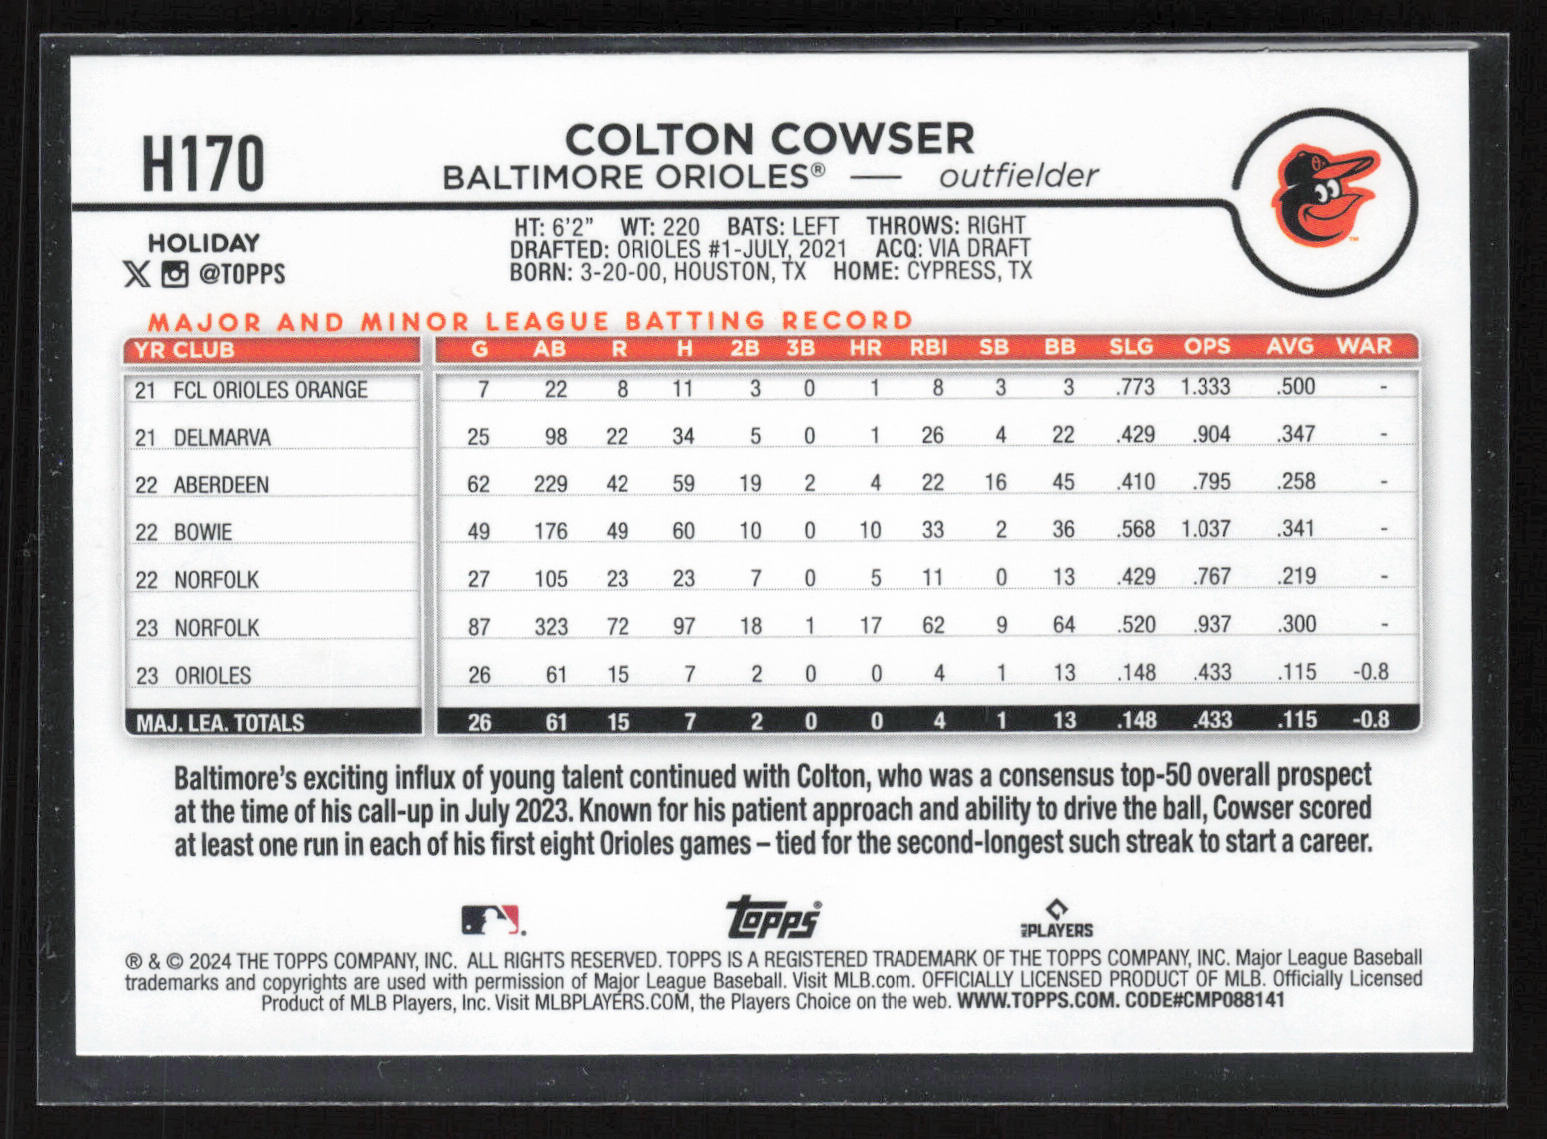 H170
COLTON COWSER
BALTIMORE ORIOLES® — outfielder
HOLIDAY
@TOPPS
HT: 6'2" WT: 220 BATS: LEFT THROWS: RIGHT
DRAFTED: ORIOLES #1-JULY, 2021 ACQ: VIA DRAFT
BORN: 3-20-00, HOUSTON, TX HOME: CYPRESS, TX
MAJOR AND MINOR LEAGUE BATTING RECORD
YR CLUB G AB R H 2B 3B HR RBI SB BB SLG OPS AVG WAR
21 FCL ORIOLES ORANGE 7 22 8 11 3 0 1 8 3 3 .773 1.333 .500 -
21 DELMARVA 25 98 22 34 5 0 1 26 4 22 .429 .904 .347 -
22 ABERDEEN 62 229 42 59 19 2 4 22 16 45 .410 .795 .258 -
22 BOWIE 49 176 49 60 10 0 10 33 2 36 .568 1.037 .341 -
22 NORFOLK 27 105 23 23 7 0 5 11 0 13 .429 .767 .219 -
23 NORFOLK 87 323 72 97 18 1 17 62 9 64 .520 .937 .300 -
23 ORIOLES 26 61 15 7 2 0 0 4 1 13 .148 .433 .115 -0.8
MAJ. LEA. TOTALS 26 61 15 7 2 0 0 4 1 13 .148 .433 .115 -0.8
Baltimore's exciting influx of young talent continued with Colton, who was a consensus top-50 overall prospect
at the time of his call-up in July 2023. Known for his patient approach and ability to drive the ball, Cowser scored
at least one run in each of his first eight Orioles games – tied for the second-longest such streak to start a career.
Topps®
PLAYERS
® & © 2024 THE TOPPS COMPANY, INC. ALL RIGHTS RESERVED. TOPPS IS A REGISTERED TRADEMARK OF THE TOPPS COMPANY, INC. Major League Baseball
trademarks and copyrights are used with permission of Major League Baseball. Visit MLB.com. OFFICIALLY LICENSED PRODUCT OF MLB. Officially Licensed
Product of MLB Players, Inc. Visit MLBPLAYERS.COM, the Players Choice on the web. WWW.TOPPS.COM. CODE#CMP088141